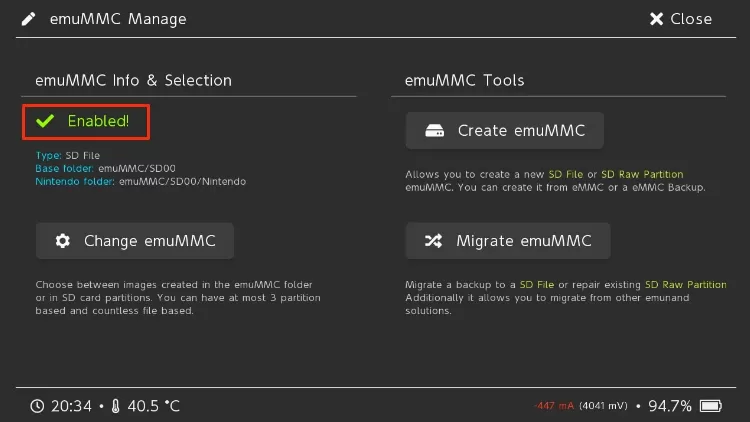 emuMMC Manage
Close
emuMMC Info & Selection
Enabled!
Type: SD File
Base folder: emuMMC/SD00
Nintendo folder: emuMMC/SD00/Nintendo
Change emuMMC
Choose between images created in the emuMMC folder
or in SD card partitions. You can have at most 3 partition
based and countless file based.
emuMMC Tools
Create emuMMC
Allows you to create a new SD File or SD Raw Partition
emuMMC. You can create it from eMMC or a eMMC Backup.
Migrate emuMMC
Migrate a backup to a SD File or repair existing SD Raw Partition
Additionally it allows you to migrate from other emunand
solutions.
20:34 • 40.5 °C
-447 mA (4041 mV) • 94.7%